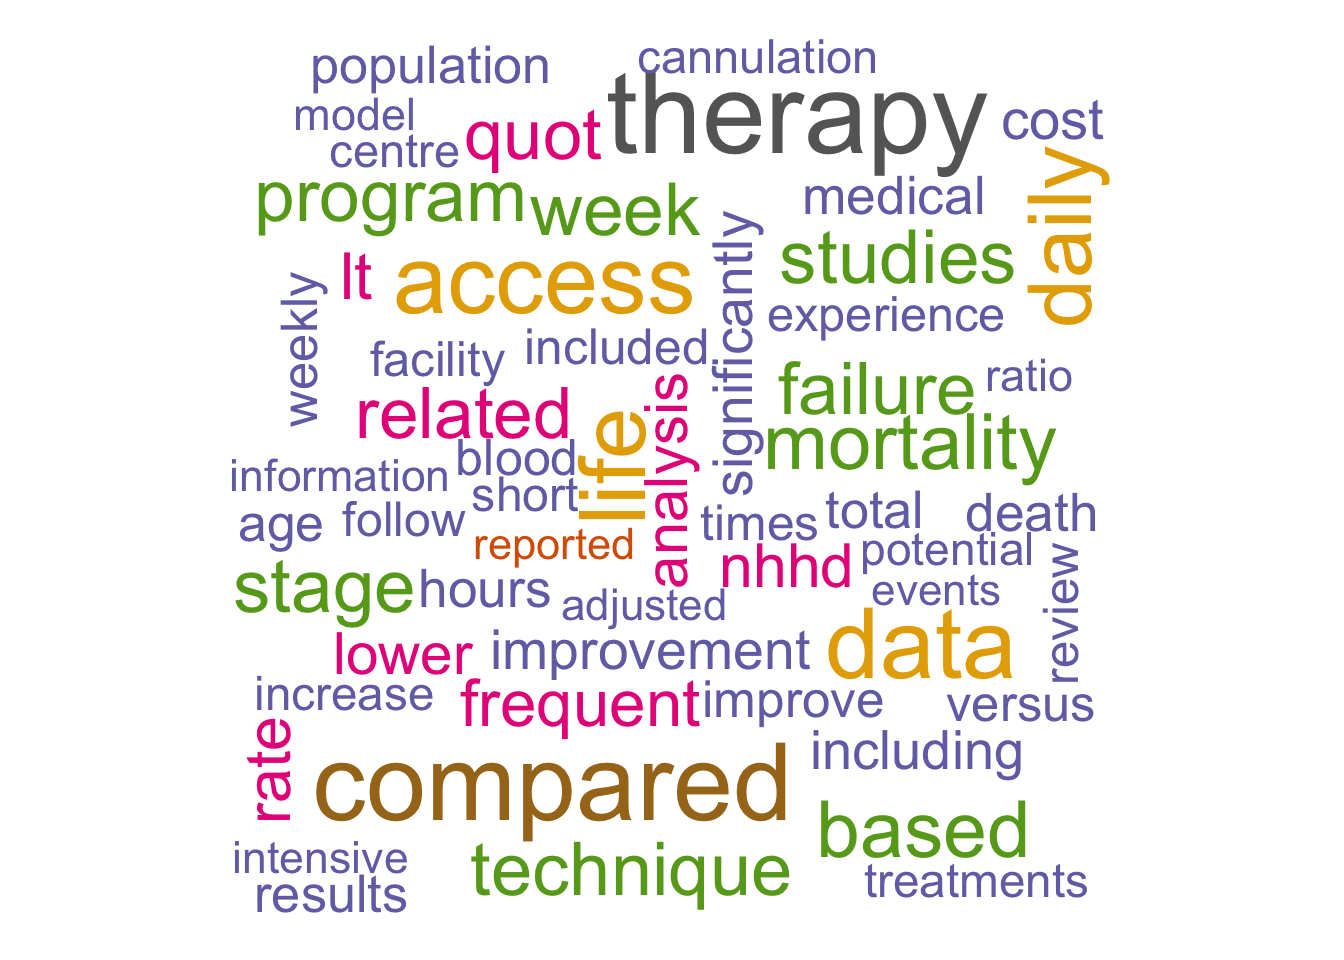 population
cannulation
model
quot
therapy
cost
centre
program
week
medical
daily
lt
access
significantly
studies
weekly
facility
included
experience
related
life
analysis
failure
ratio
mortality
information
blood
short
age
follow
reported
times
total
death
nhhd
potential
stage
hours
adjusted
events
review
lower
improvement
data
increase
frequent
improve
versus
rate
compared
including
intensive
technique
based
results
treatments